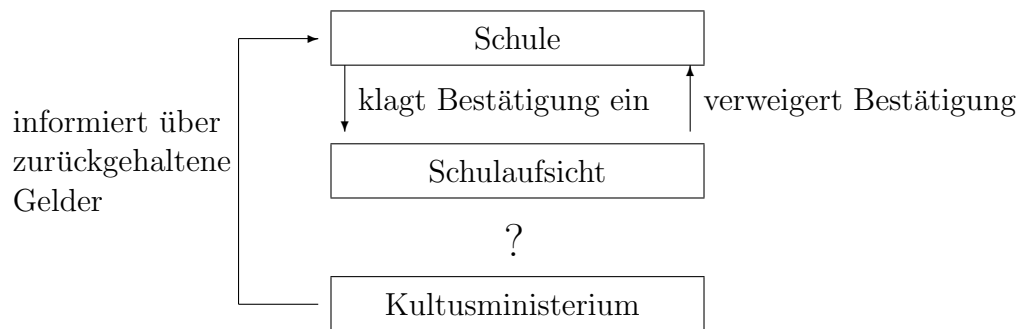 Schule
klagt Bestätigung ein
verweigert Bestätigung
informiert über
zurückgehaltene
Gelder
Schulaufsicht
?
Kultusministerium